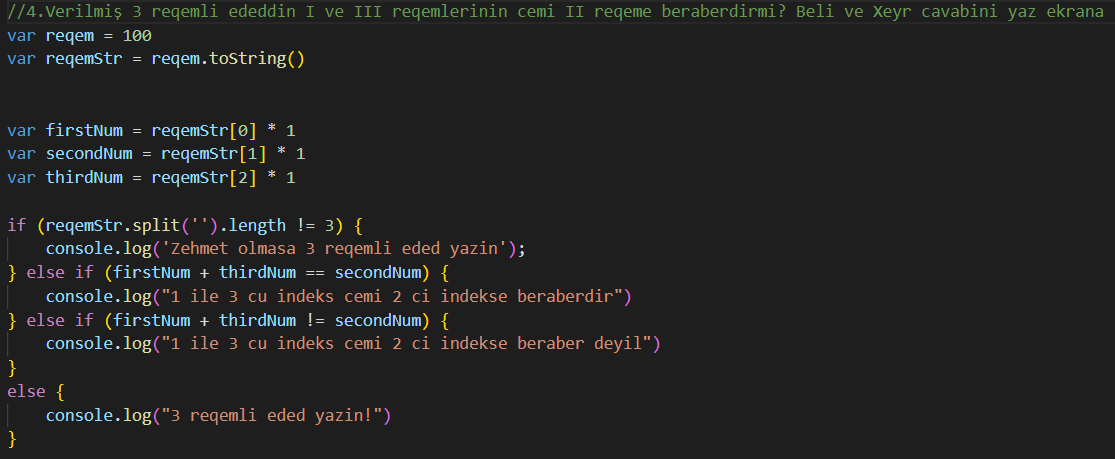 //4.Verilmiş 3 reqemli ededdin I ve III reqemlerinin cemi II reqeme beraberdirmi? Beli ve Xeyr cavabini yaz ekrana
var reqem = 100
var reqemStr = reqem.toString()
var firstNum = reqemStr[0] * 1
var secondNum = reqemStr[1] * 1
var thirdNum = reqemStr[2] * 1
if (reqemStr.split('').length != 3) {
    console.log('Zehmet olmasa 3 reqemli eded yazin');
} else if (firstNum + thirdNum == secondNum) {
    console.log("1 ile 3 cu indeks cemi 2 ci indekse beraberdir")
} else if (firstNum + thirdNum != secondNum) {
    console.log("1 ile 3 cu indeks cemi 2 ci indekse beraber deyil")
}
else {
    console.log("3 reqemli eded yazin!")
}